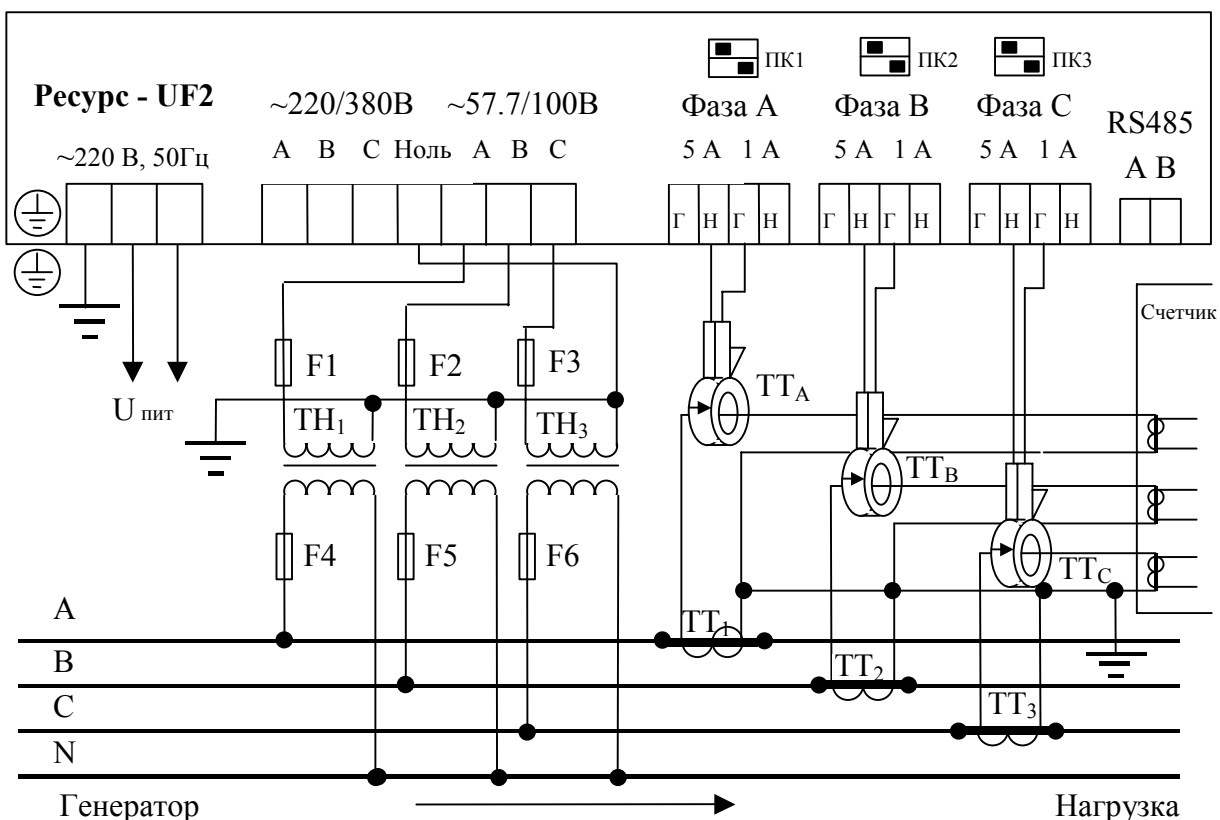 ПК1 ПК2 ПК3
Ресурс - UF2 ~220/380В ~57.7/100В Фаза А Фаза В Фаза С RS485
~220 В, 50Гц А В С Ноль А В С 5 А 1 А 5 А 1 А 5 А 1 А А В
Г Н Г Н Г Н Г Н Г Н Г Н
Счетчик
F1 F2 F3
U пит ТТA
ТН1 ТН2 ТН3
ТТB
F4 F5 F6
ТТC
А ТТ1
В ТТ2
С ТТ3
N
Генератор Нагрузка